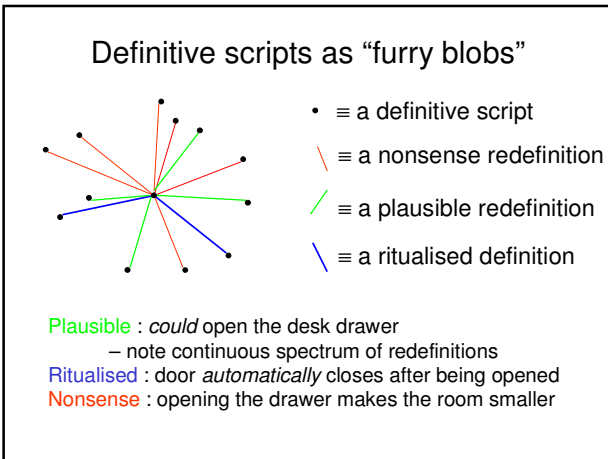 Definitive scripts as “furry blobs”
• ≡ a definitive script
≡ a nonsense redefinition
≡ a plausible redefinition
≡ a ritualised definition
Plausible : could open the desk drawer
– note continuous spectrum of redefinitions
Ritualised : door automatically closes after being opened
Nonsense : opening the drawer makes the room smaller